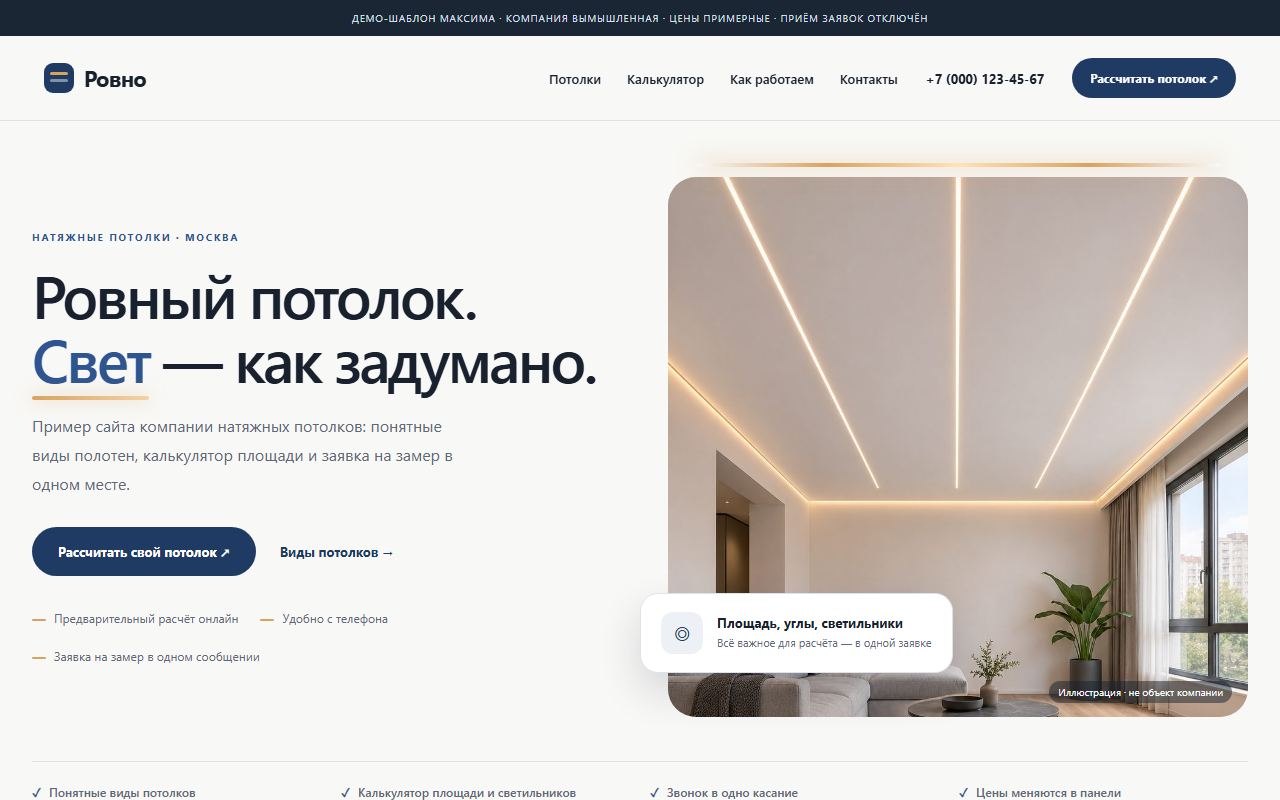 ДЕМО-ШАБЛОН МАКСИМА · КОМПАНИЯ ВЫМЫШЛЕННАЯ · ЦЕНЫ ПРИМЕРНЫЕ · ПРИЁМ ЗАЯВОК ОТКЛЮЧЁН
Ровно
Потолки Калькулятор Как работаем Контакты +7 (000) 123-45-67 Рассчитать потолок ↗
НАТЯЖНЫЕ ПОТОЛКИ · МОСКВА
Ровный потолок.
Свет — как задумано.
Пример сайта компании натяжных потолков: понятные
виды полотен, калькулятор площади и заявка на замер в
одном месте.
Рассчитать свой потолок ↗ Виды потолков →
— Предварительный расчёт онлайн — Удобно с телефона
— Заявка на замер в одном сообщении
Площадь, углы, светильники
Всё важное для расчёта — в одной заявке
Иллюстрация · не объект компании
✓ Понятные виды потолков ✓ Калькулятор площади и светильников ✓ Звонок в одно касание ✓ Цены меняются в панели